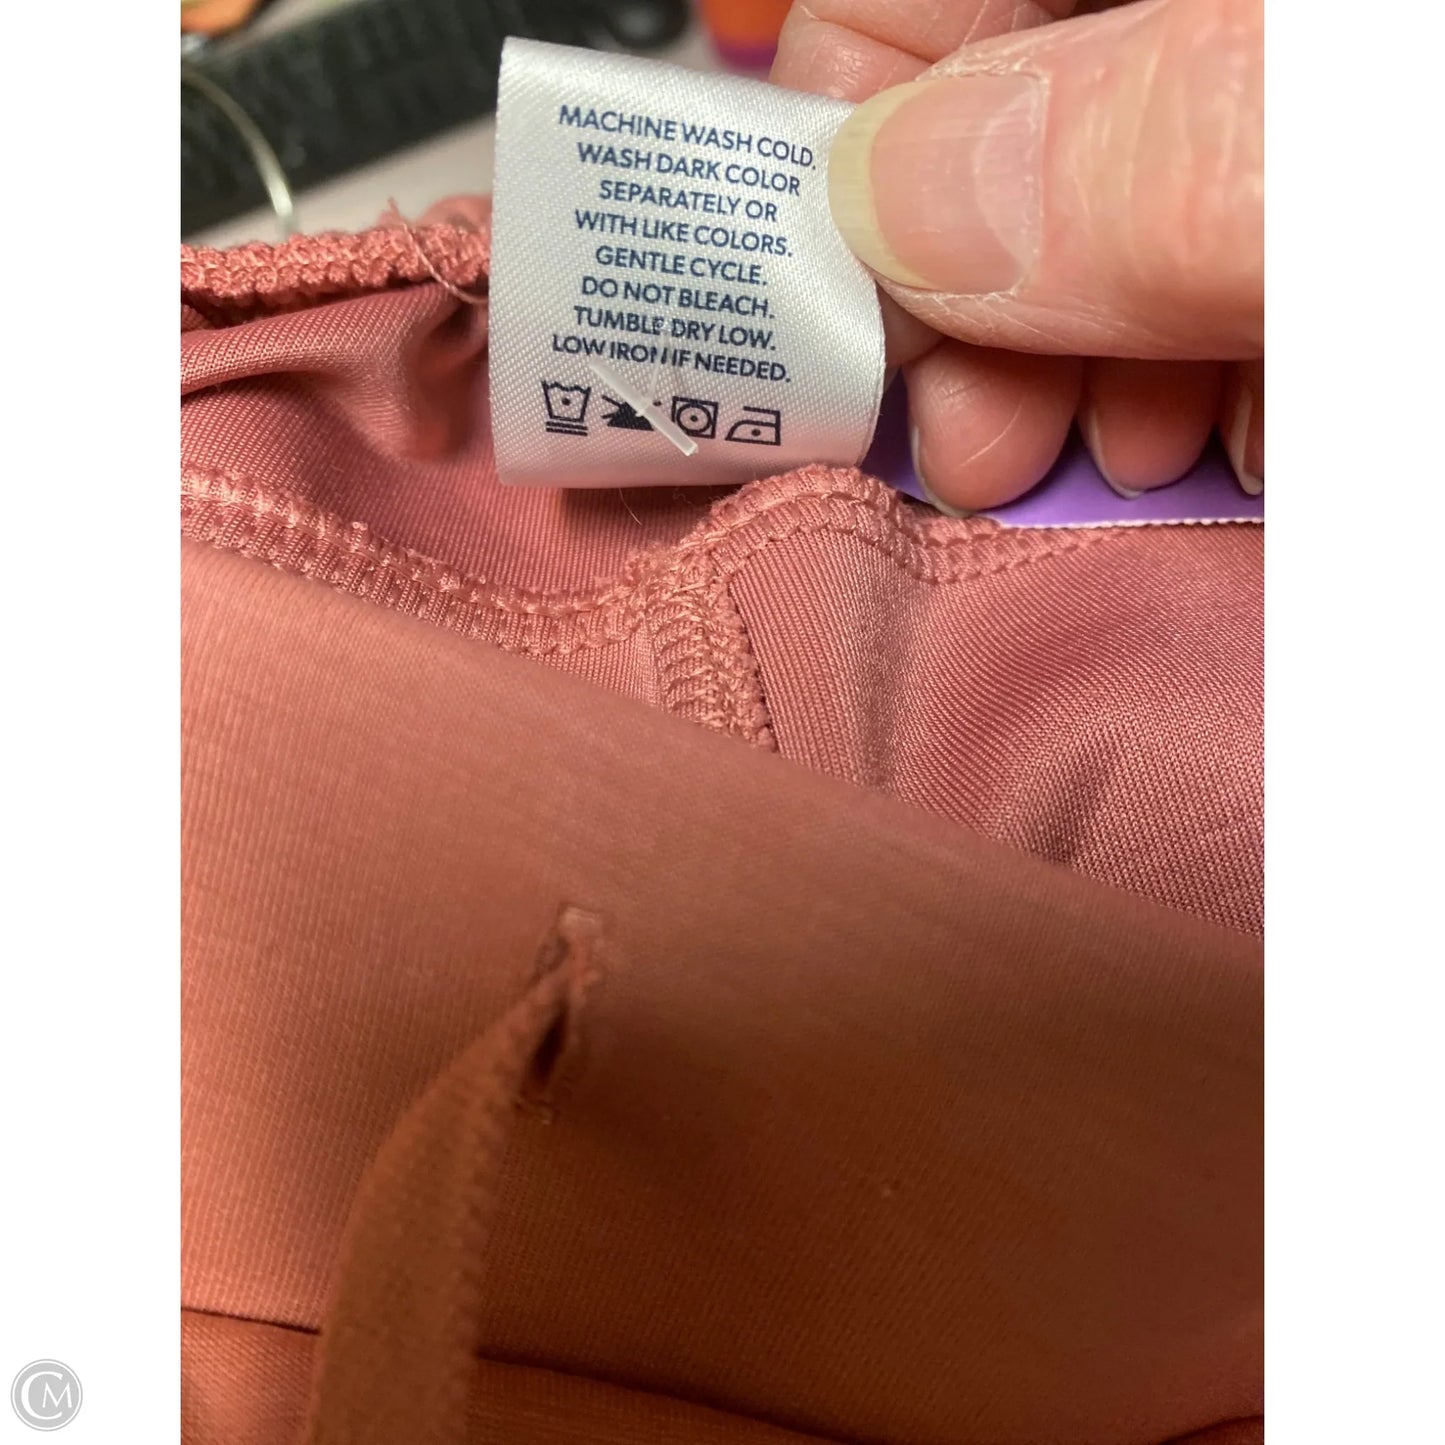 MACHINE WASH COLD.
WASH DARK COLOR
SEPARATELY OR
WITH LIKE COLORS.
GENTLE CYCLE.
DO NOT BLEACH.
TUMBLE DRY LOW.
LOW IRON IF NEEDED.
CM